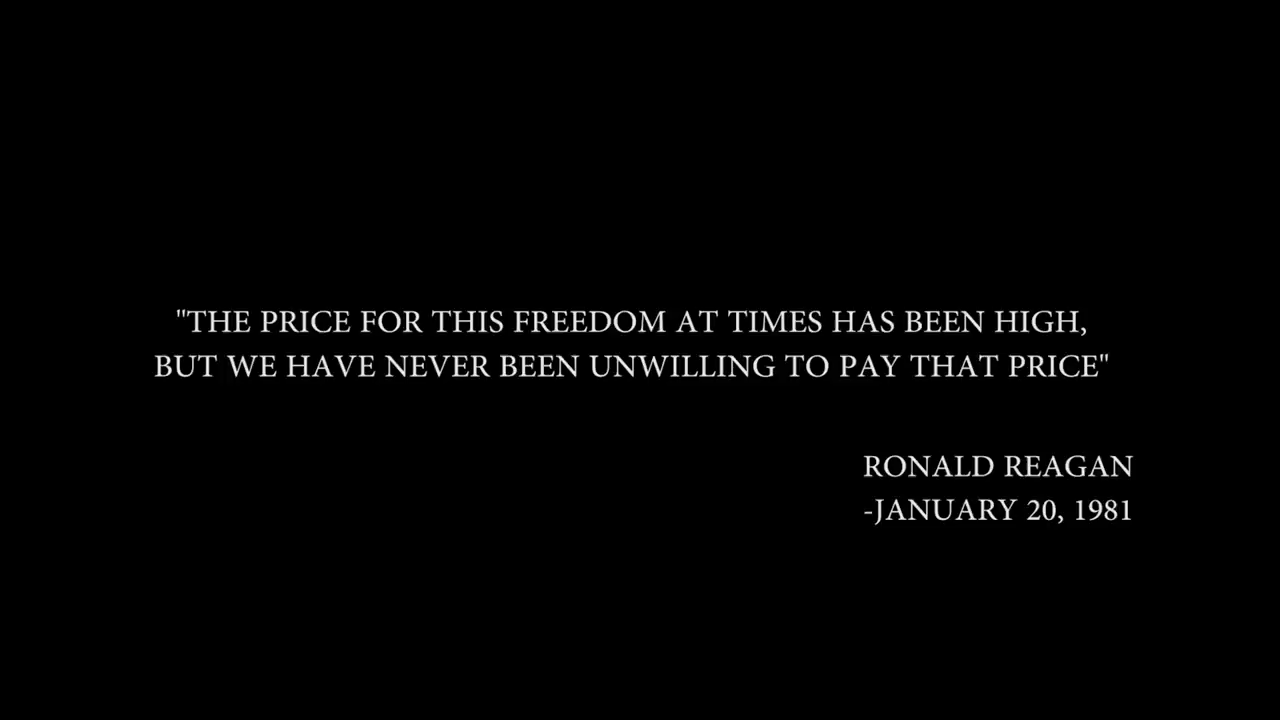 "THE PRICE FOR THIS FREEDOM AT TIMES HAS BEEN HIGH,
BUT WE HAVE NEVER BEEN UNWILLING TO PAY THAT PRICE"
RONALD REAGAN
-JANUARY 20, 1981